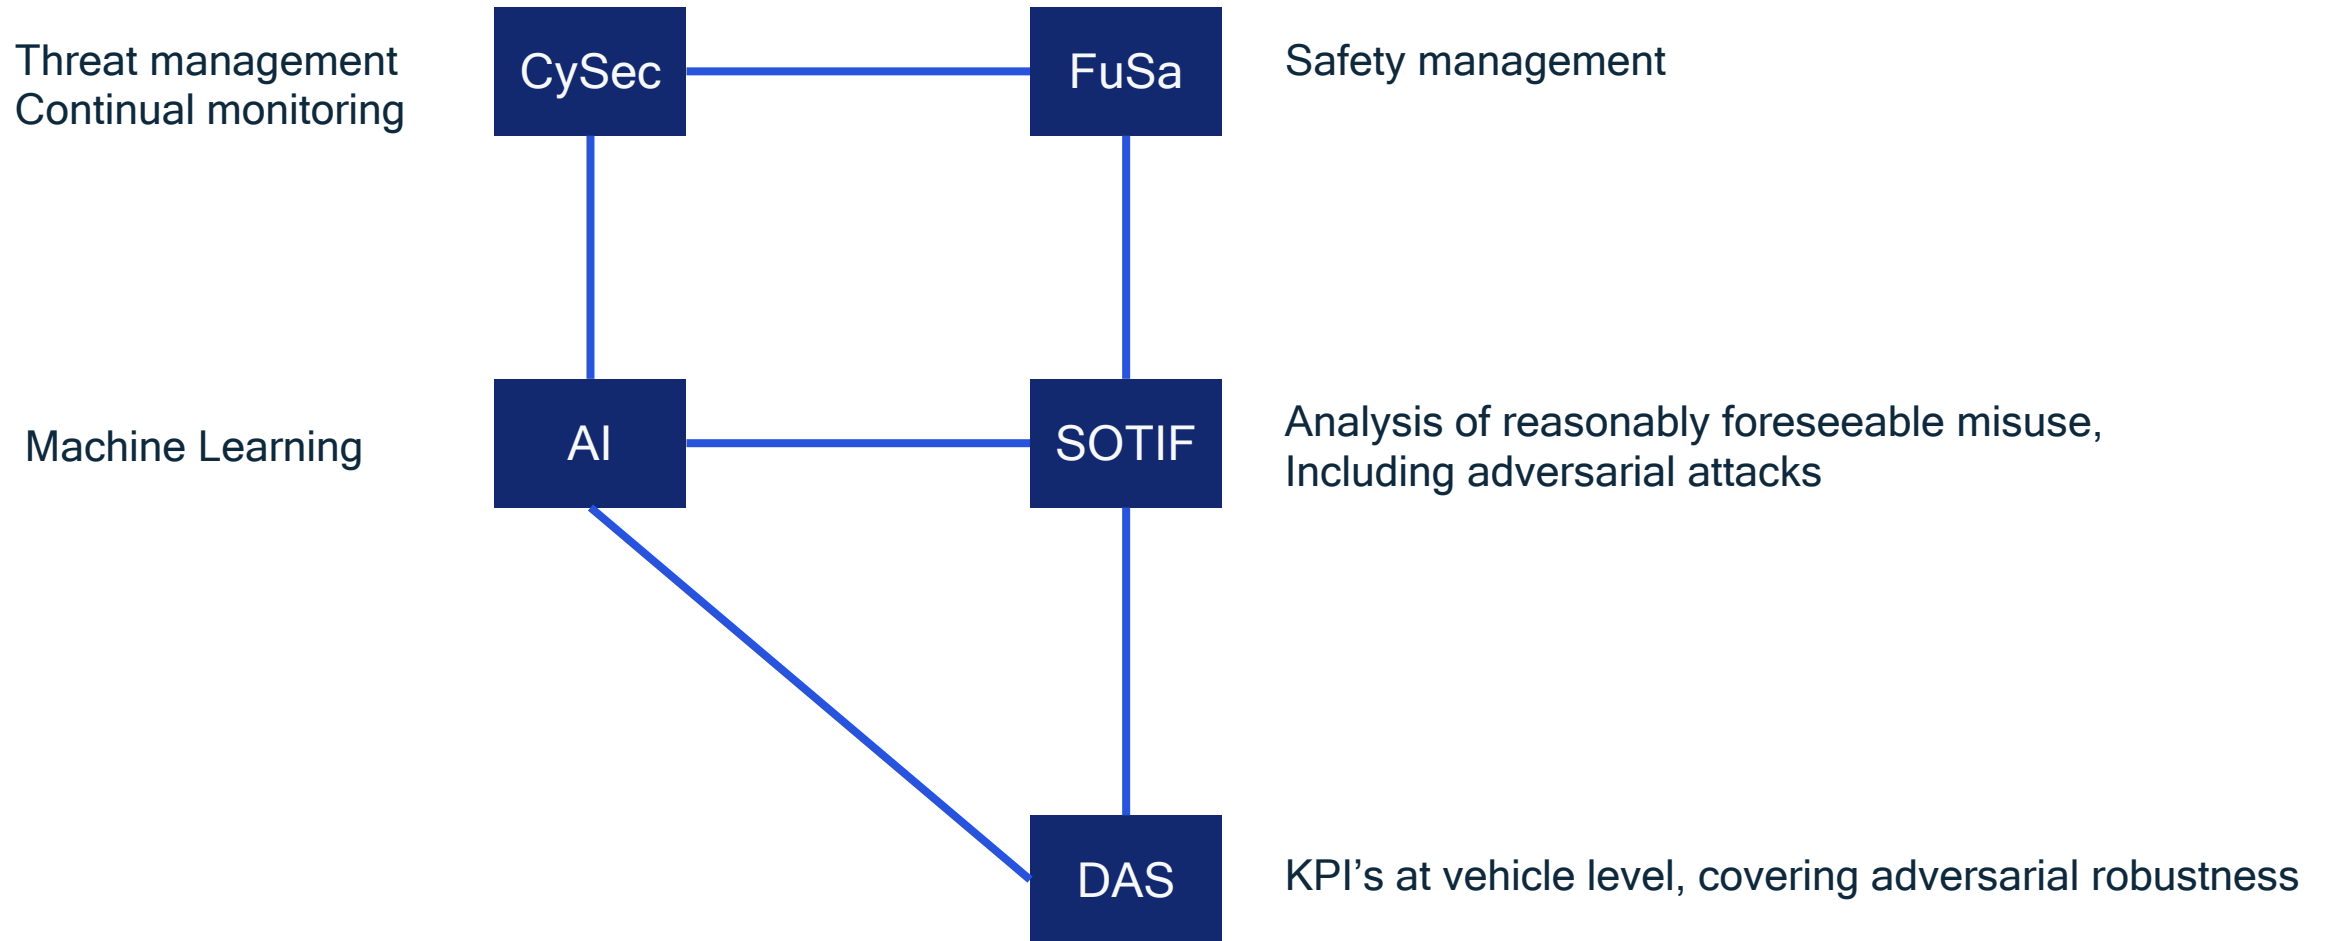 Threat management
Continual monitoring
CySec
FuSa
Safety management
Machine Learning
AI
SOTIF
Analysis of reasonably foreseeable misuse,
Including adversarial attacks
DAS
KPI’s at vehicle level, covering adversarial robustness